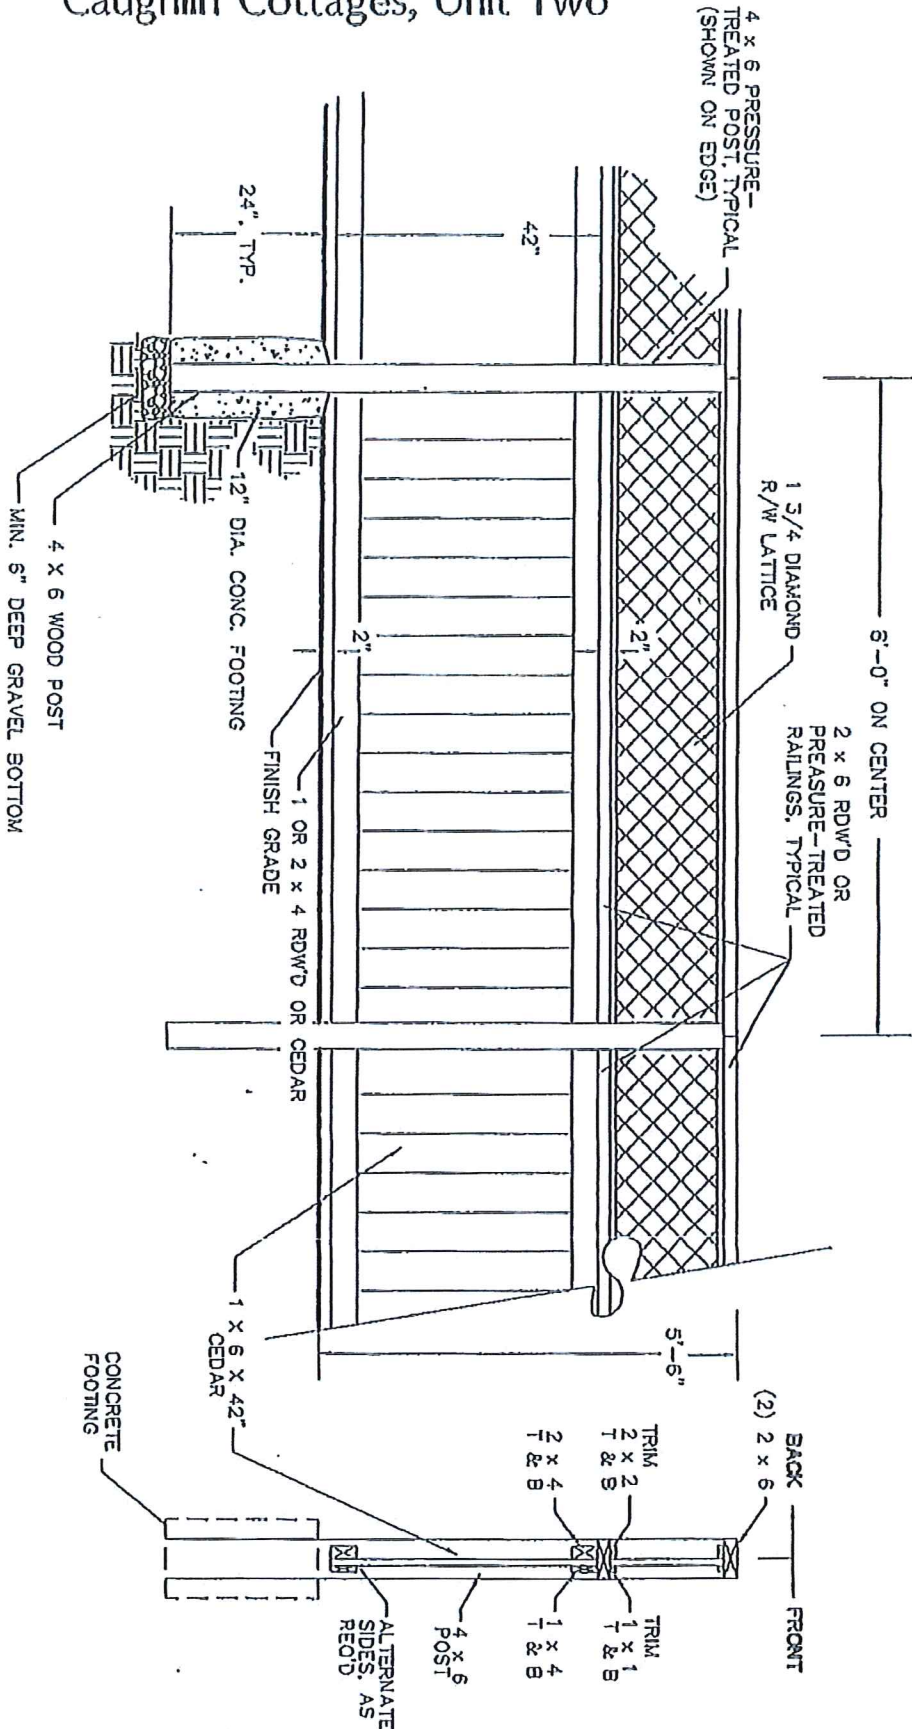 Caughlin Cottages, Unit Two
4 x 6 PRESSURE-
TREATED POST, TYPICAL
(SHOWN ON EDGE)
6'-0" ON CENTER
1 3/4 DIAMOND
R/W LATTICE
2 x 6 RDW'D OR
PREASURE-TREATED
RAILINGS, TYPICAL
42"
24", TYP.
2"
2"
5'-6"
12" DIA. CONC. FOOTING
4 X 6 WOOD POST
MIN. 6" DEEP GRAVEL BOTTOM
FINISH GRADE
1 OR 2 x 4 RDW'D OR CEDAR
1 X 6 X 42"
CEDAR
BACK
FRONT
(2) 2 x 6
TRIM
2 x 2
T & B
2 x 4
T & B
TRIM
1 x 1
T & B
1 x 4
T & B
4 x 6
POST
ALTERNATE
SIDES, AS
REQ'D
CONCRETE
FOOTING